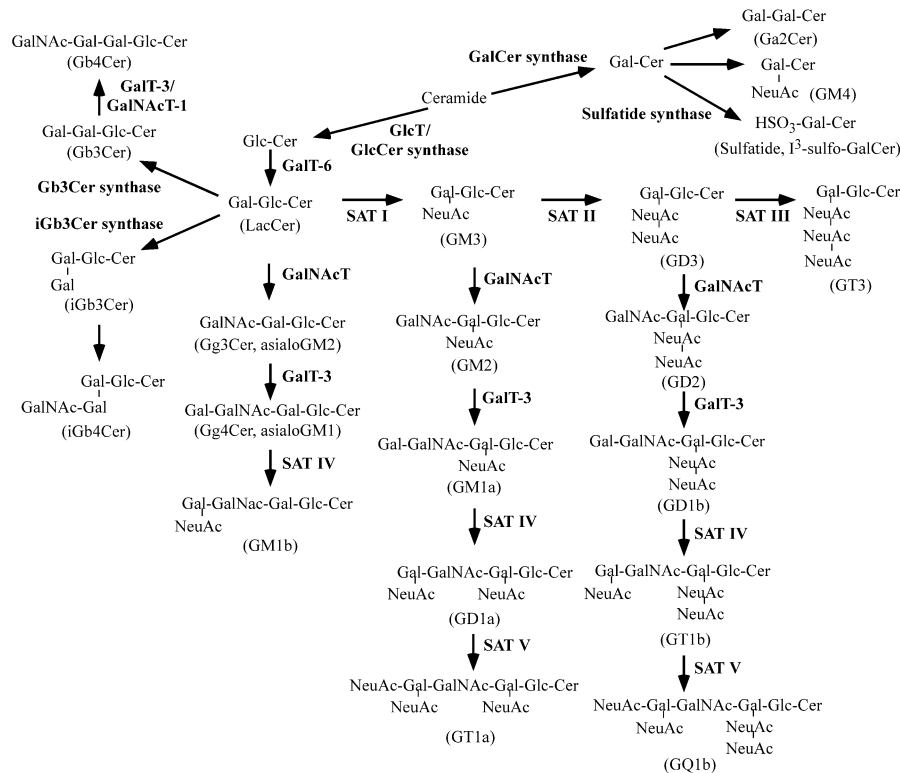 GalNAc-Gal-Gal-Glc-Cer
(Gb4Cer)
GalT-3/
GalNAcT-1
Gal-Gal-Glc-Cer
(Gb3Cer)
Gb3Cer synthase
iGb3Cer synthase
Gal-Glc-Cer
Gal
(iGb3Cer)
Gal-Glc-Cer
GalNAc-Gal
(iGb4Cer)
GalCer synthase
Ceramide
GlcT/
GlcCer synthase
Gal-Cer
Sulfatide synthase
Gal-Gal-Cer
(Ga2Cer)
Gal-Cer
NeuAc (GM4)
HSO3-Gal-Cer
(Sulfatide, I3-sulfo-GalCer)
Glc-Cer
GalT-6
Gal-Glc-Cer
(LacCer)
GalNAcT
GalNAc-Gal-Glc-Cer
(Gg3Cer, asialoGM2)
GalT-3
Gal-GalNAc-Gal-Glc-Cer
(Gg4Cer, asialoGM1)
SAT IV
Gal-GalNac-Gal-Glc-Cer
NeuAc
(GM1b)
SAT I
Gal-Glc-Cer
NeuAc
(GM3)
GalNAcT
GalNAc-Gal-Glc-Cer
NeuAc
(GM2)
GalT-3
Gal-GalNAc-Gal-Glc-Cer
NeuAc
(GM1a)
SAT IV
Gal-GalNAc-Gal-Glc-Cer
NeuAc NeuAc
(GD1a)
SAT V
NeuAc-Gal-GalNAc-Gal-Glc-Cer
NeuAc NeuAc
(GT1a)
SAT II
Gal-Glc-Cer
NeuAc
NeuAc
(GD3)
GalNAcT
GalNAc-Gal-Glc-Cer
NeuAc
NeuAc
(GD2)
GalT-3
Gal-GalNAc-Gal-Glc-Cer
NeuAc
NeuAc
(GD1b)
SAT IV
Gal-GalNAc-Gal-Glc-Cer
NeuAc NeuAc
NeuAc
(GT1b)
SAT V
NeuAc-Gal-GalNAc-Gal-Glc-Cer
NeuAc NeuAc
NeuAc
(GQ1b)
SAT III
Gal-Glc-Cer
NeuAc
NeuAc
NeuAc
(GT3)